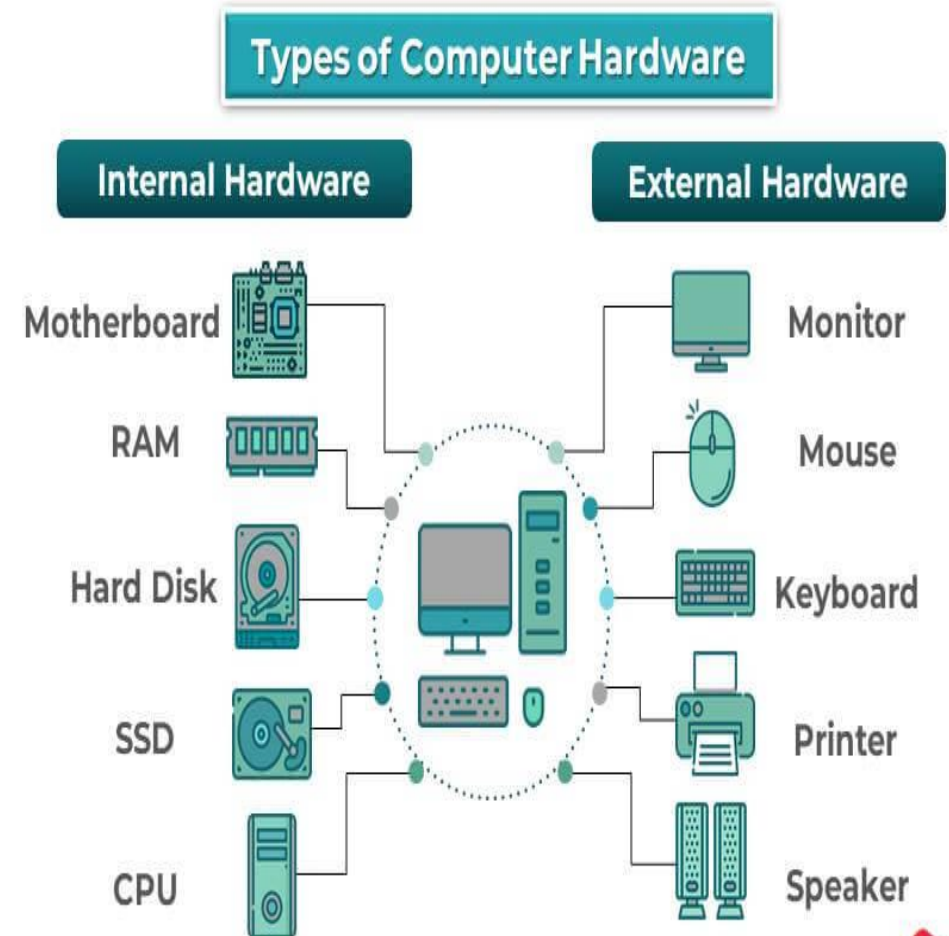 Types of Computer Hardware
Internal Hardware
External Hardware
Motherboard
RAM
Hard Disk
SSD
CPU
Monitor
Mouse
Keyboard
Printer
Speaker